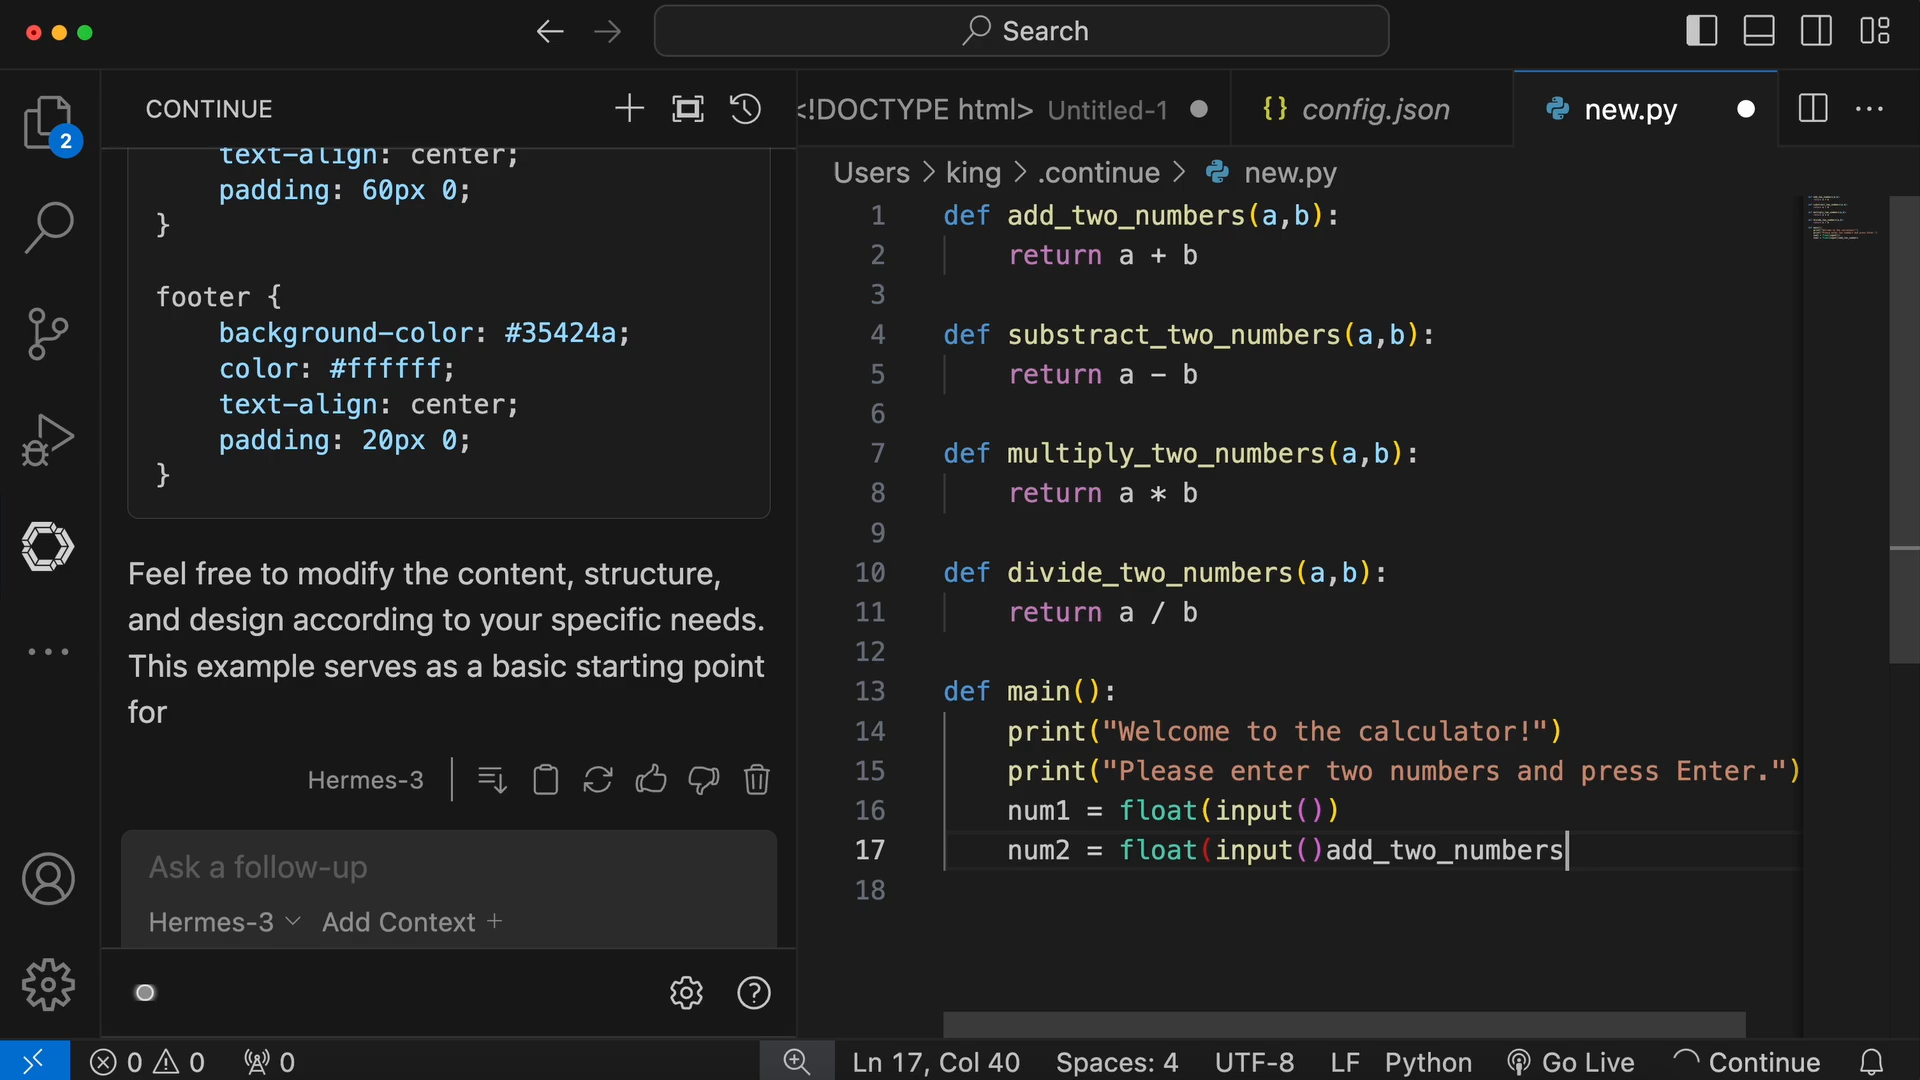 Search
CONTINUE
<!DOCTYPE html> Untitled-1
{} config.json
new.py
2
text-align: center;
padding: 60px 0;
}
footer {
background-color: #35424a;
color: #ffffff;
text-align: center;
padding: 20px 0;
}
Feel free to modify the content, structure,
and design according to your specific needs.
This example serves as a basic starting point
for
Hermes-3
Ask a follow-up
Hermes-3 Add Context +
Users > king > .continue > new.py
1 def add_two_numbers(a,b):
2 return a + b
3
4 def substract_two_numbers(a,b):
5 return a - b
6
7 def multiply_two_numbers(a,b):
8 return a * b
9
10 def divide_two_numbers(a,b):
11 return a / b
12
13 def main():
14 print("Welcome to the calculator!")
15 print("Please enter two numbers and press Enter.")
16 num1 = float(input())
17 num2 = float(input()add_two_numbers
18
0 0 0
Ln 17, Col 40 Spaces: 4 UTF-8 LF Python Go Live Continue